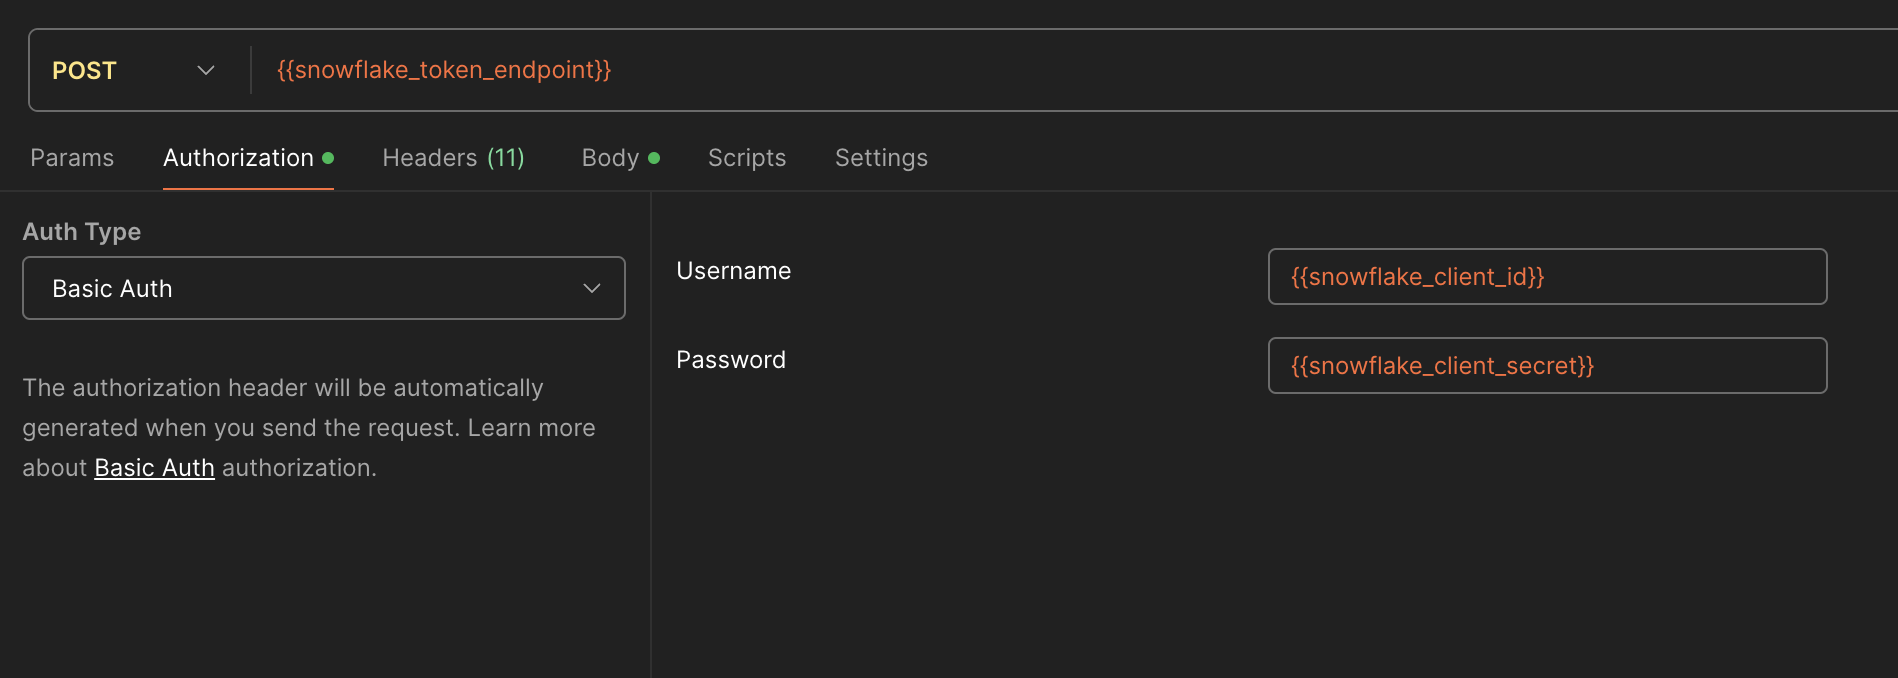 POST {{snowflake_token_endpoint}}
Params Authorization Headers (11) Body Scripts Settings
Auth Type
Basic Auth
The authorization header will be automatically
generated when you send the request. Learn more
about Basic Auth authorization.
Username {{snowflake_client_id}}
Password {{snowflake_client_secret}}